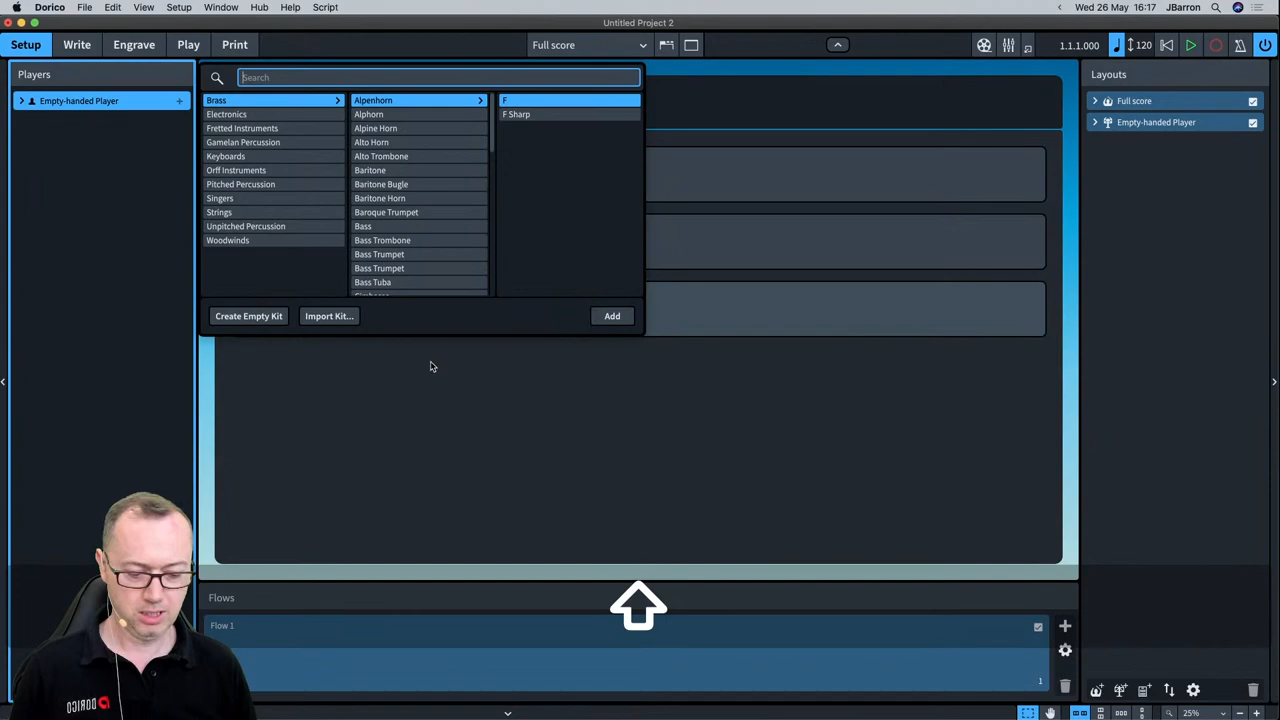 Dorico File Edit View Setup Window Hub Help Script Wed 26 May 16:17 JBarron
Untitled Project 2
Setup Write Engrave Play Print Full score 1.1.1.000 120
Players
Empty-handed Player
Search
Brass
Electronics
Fretted Instruments
Gamelan Percussion
Keyboards
Orff Instruments
Pitched Percussion
Singers
Strings
Unpitched Percussion
Woodwinds
Alpenhorn
Alphorn
Alpine Horn
Alto Horn
Alto Trombone
Baritone
Baritone Bugle
Baritone Horn
Baroque Trumpet
Bass
Bass Trombone
Bass Trumpet
Bass Trumpet
Bass Tuba
F
F Sharp
Create Empty Kit Import Kit... Add
Layouts
Full score
Empty-handed Player
Flows
Flow 1
1
DORICO
25%